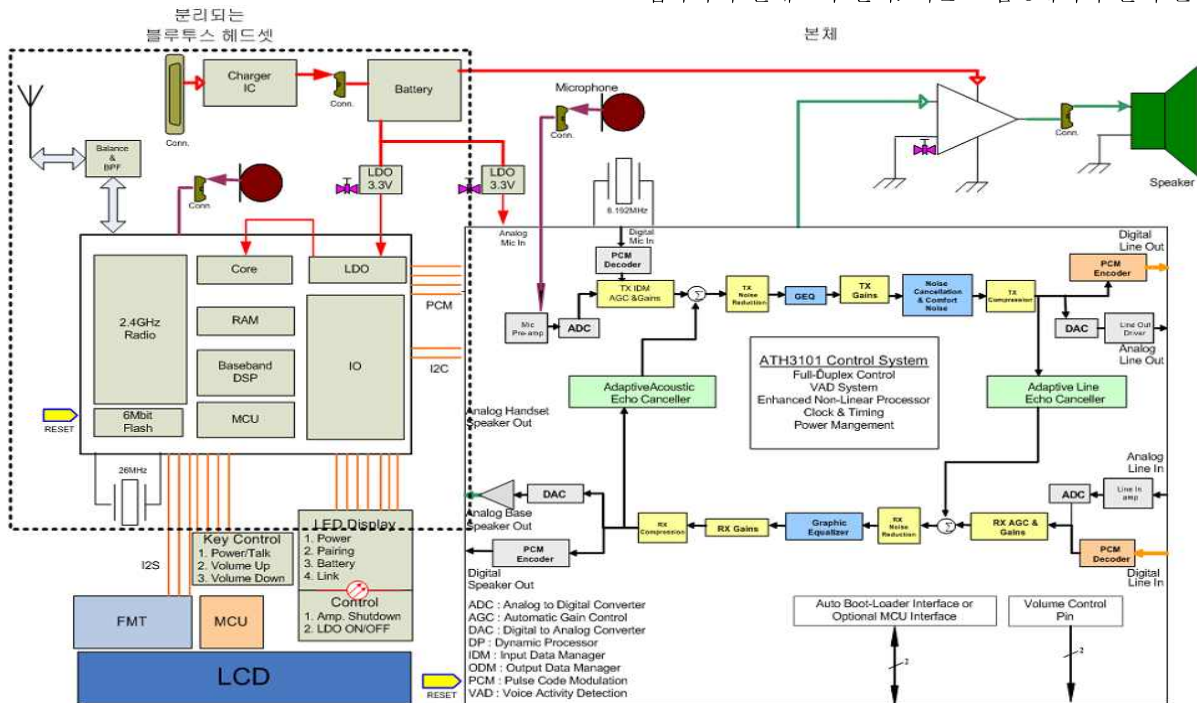 분리되는
블루투스 헤드셋
본체
Charger
IC
Battery
Conn.
Conn.
Microphone
Conn.
Conn.
Speaker
Balance
&
BPF
Conn.
LDO
3.3V
LDO
3.3V
Analog
Mic In
6.192MHz
Digital
Mic In
Core
LDO
PCM
2.4GHz
Radio
RAM
IO
Baseband
DSP
I2C
MCU
6Mbit
Flash
RESET
26MHz
PCM
Decoder
TX IDM
AGC &Gains
Mic
Pre-amp
ADC
Σ
TX
Noise
Reduction
GEQ
TX
Gains
Noise
Cancellation
& Comfort
Noise
TX
Compression
Digital
Line Out
PCM
Encoder
DAC
Line Out
Driver
Analog
Line Out
ATH3101 Control System
Full-Duplex Control
VAD System
Enhanced Non-Linear Processor
Clock & Timing
Power Mangement
AdaptiveAcoustic
Echo Canceller
Adaptive Line
Echo Canceller
Analog Handset
Speaker Out
Analog
Line In
DAC
ADC
Line In
amp
Analog Base
Speaker Out
RX
Compression
RX Gains
Graphic
Equalizer
RX
Noise
Reduction
Σ
RX AGC &
Gains
PCM
Encoder
PCM
Decoder
Digital
Speaker Out
Digital
Line In
LED Display
1. Power
2. Pairing
3. Battery
4. Link
Key Control
1. Power/Talk
2. Volume Up
3. Volume Down
I2S
Control
1. Amp. Shutdown
2. LDO ON/OFF
FMT
MCU
LCD
RESET
ADC : Analog to Digital Converter
AGC : Automatic Gain Control
DAC : Digital to Analog Converter
DP : Dynamic Processor
IDM : Input Data Manager
ODM : Output Data Manager
PCM : Pulse Code Modulation
VAD : Voice Activity Detection
Auto Boot-Loader Interface or
Optional MCU Interface
Volume Control
Pin
2
2